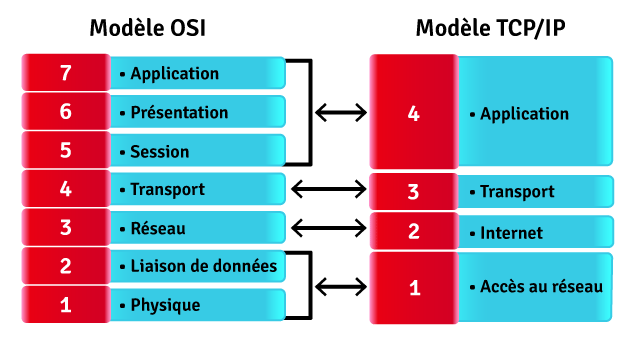 Modèle OSI
7 • Application
6 • Présentation
5 • Session
4 • Transport
3 • Réseau
2 • Liaison de données
1 • Physique
Modèle TCP/IP
4 • Application
3 • Transport
2 • Internet
1 • Accès au réseau